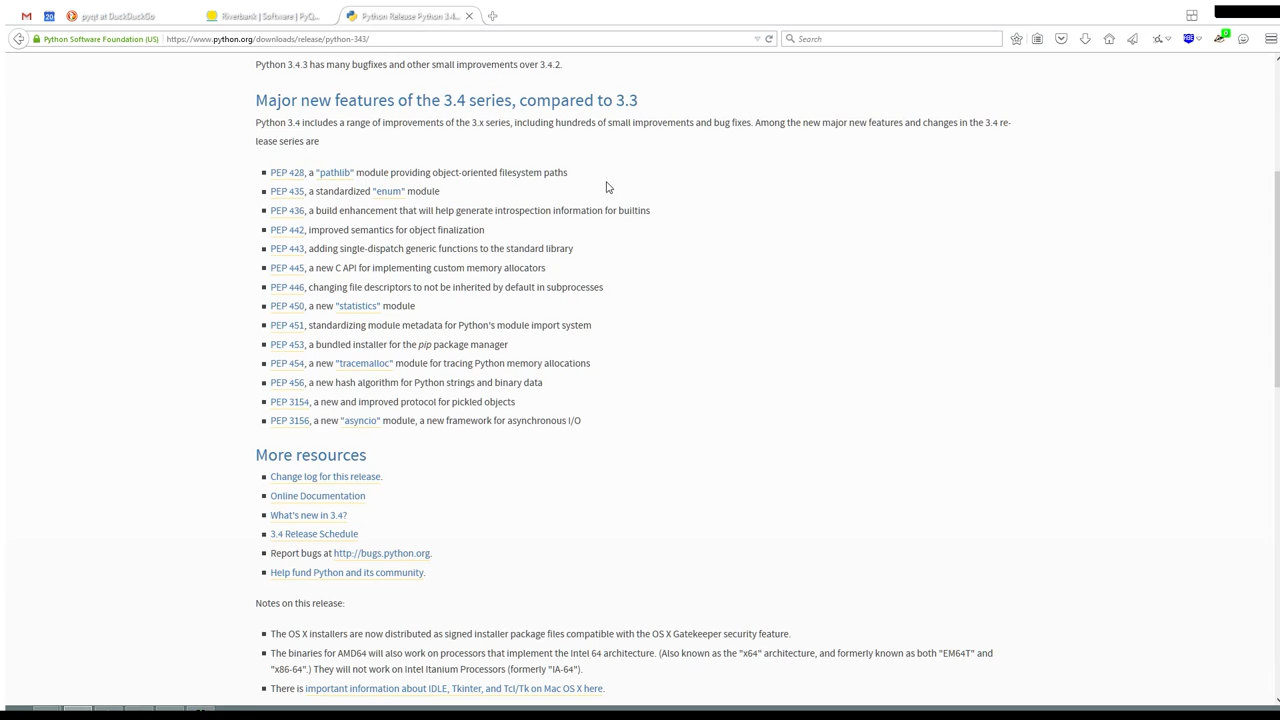 pyqt at DuckDuckGo
Riverbank | Software | PyQ...
Python Release Python 3.4...
Python Software Foundation (US)
https://www.python.org/downloads/release/python-343/
Search
Python 3.4.3 has many bugfixes and other small improvements over 3.4.2.
Major new features of the 3.4 series, compared to 3.3
Python 3.4 includes a range of improvements of the 3.x series, including hundreds of small improvements and bug fixes. Among the new major new features and changes in the 3.4 re-
lease series are
PEP 428, a "pathlib" module providing object-oriented filesystem paths
PEP 435, a standardized "enum" module
PEP 436, a build enhancement that will help generate introspection information for builtins
PEP 442, improved semantics for object finalization
PEP 443, adding single-dispatch generic functions to the standard library
PEP 445, a new C API for implementing custom memory allocators
PEP 446, changing file descriptors to not be inherited by default in subprocesses
PEP 450, a new "statistics" module
PEP 451, standardizing module metadata for Python's module import system
PEP 453, a bundled installer for the pip package manager
PEP 454, a new "tracemalloc" module for tracing Python memory allocations
PEP 456, a new hash algorithm for Python strings and binary data
PEP 3154, a new and improved protocol for pickled objects
PEP 3156, a new "asyncio" module, a new framework for asynchronous I/O
More resources
Change log for this release.
Online Documentation
What's new in 3.4?
3.4 Release Schedule
Report bugs at http://bugs.python.org.
Help fund Python and its community.
Notes on this release:
The OS X installers are now distributed as signed installer package files compatible with the OS X Gatekeeper security feature.
The binaries for AMD64 will also work on processors that implement the Intel 64 architecture. (Also known as the "x64" architecture, and formerly known as both "EM64T" and
"x86-64".) They will not work on Intel Itanium Processors (formerly "IA-64").
There is important information about IDLE, Tkinter, and Tcl/Tk on Mac OS X here.